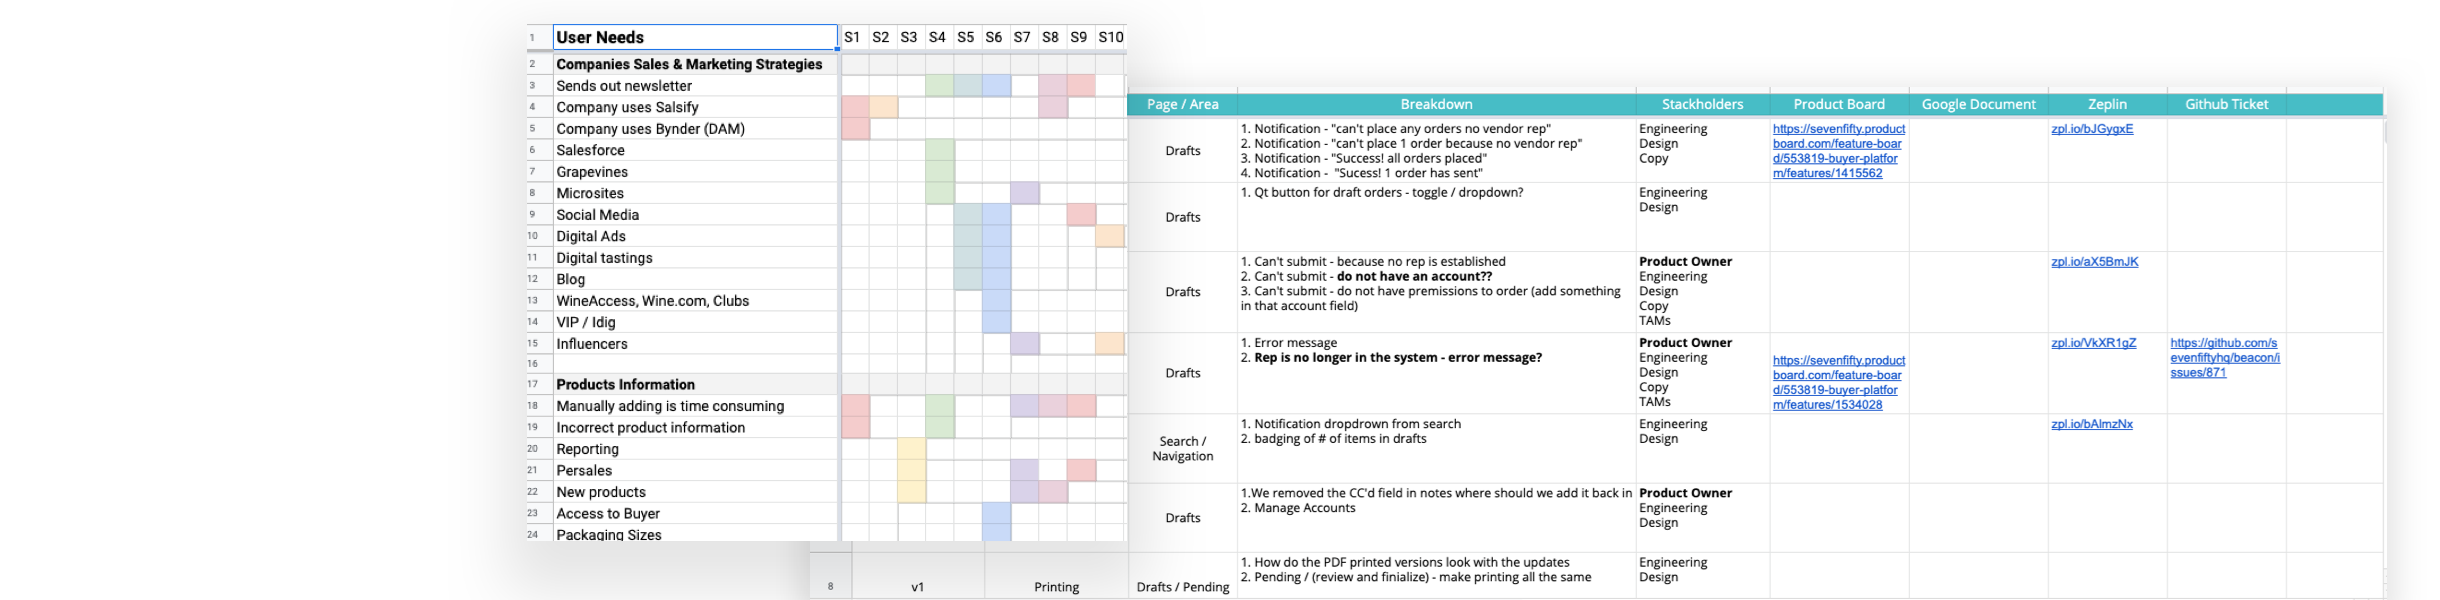 1 User Needs S1 S2 S3 S4 S5 S6 S7 S8 S9 S10
2 Companies Sales & Marketing Strategies
3 Sends out newsletter
4 Company uses Salsify
5 Company uses Bynder (DAM)
6 Salesforce
7 Grapevines
8 Microsites
9 Social Media
10 Digital Ads
11 Digital tastings
12 Blog
13 WineAccess, Wine.com, Clubs
14 VIP / Idig
15 Influencers
16
17 Products Information
18 Manually adding is time consuming
19 Incorrect product information
20 Reporting
21 Persales
22 New products
23 Access to Buyer
24 Packaging Sizes
Page / Area Breakdown Stackholders Product Board Google Document Zeplin Github Ticket
Drafts
1. Notification - "can't place any orders no vendor rep"
2. Notification - "can't place 1 order because no vendor rep"
3. Notification - "Success! all orders placed"
4. Notification - "Sucess! 1 order has sent"
Engineering
Design
Copy
https://sevenfifty.product
board.com/feature-boar
d/553819-buyer-platfor
m/features/1415562
zpl.io/bJGygxE
Drafts
1. Qt button for draft orders - toggle / dropdown?
Engineering
Design
Drafts
1. Can't submit - because no rep is established
2. Can't submit - do not have an account??
3. Can't submit - do not have premissions to order (add something
in that account field)
Product Owner
Engineering
Design
Copy
TAMs
zpl.io/aX5BmJK
Drafts
1. Error message
2. Rep is no longer in the system - error message?
Product Owner
Engineering
Design
Copy
TAMs
https://sevenfifty.product
board.com/feature-boar
d/553819-buyer-platfor
m/features/1534028
zpl.io/VkXR1gZ
https://github.com/s
evenfiftyhq/beacon/i
ssues/871
Search /
Navigation
1. Notification dropdrown from search
2. badging of # of items in drafts
Engineering
Design
zpl.io/bAlmzNx
Drafts
1.We removed the CC'd field in notes where should we add it back in
2. Manage Accounts
Product Owner
Engineering
Design
8 v1 Printing Drafts / Pending
1. How do the PDF printed versions look with the updates
2. Pending / (review and finialize) - make printing all the same
Engineering
Design